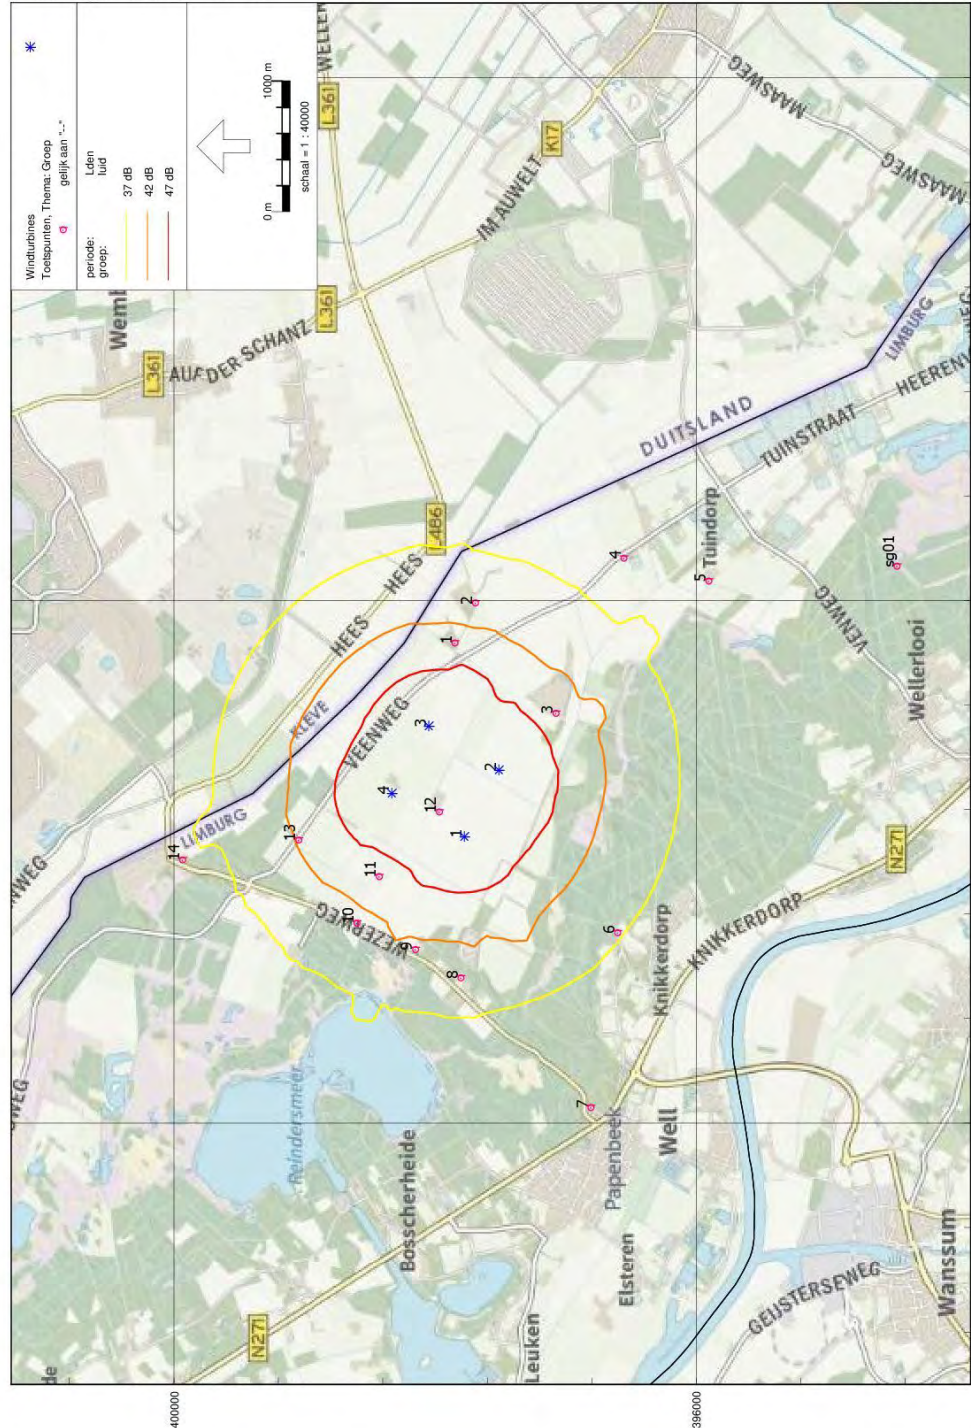 Windturbines
Toetspunten, Thema: Groep
gelijk aan "--"
periode: Lden
groep: luid
37 dB
42 dB
47 dB
0 m 1000 m
schaal = 1 : 40000
WELLER
L361
MAASWEG
MAASWEG
K17
IM AUWELT
L361
L361
AUF DER SCHANZ
L486
HEES
HEES
KLEVE
LIMBURG
VEENWEG
WEZERWEG
DUITSLAND
LIMBURG
TUINSTRAAT
Tuindorp
VENWEG
Wellerlooi
N271
KNIKKERDORP
Knikkerdorp
Reindersmeer
Bosscherheide
Papenbeek
Well
Elsteren
Leuken
N271
GEIJSTERSEWEG
Wanssum
1
2
3
4
1
2
3
4
5
6
7
8
9
10
11
12
13
14
sg01
400000
396000